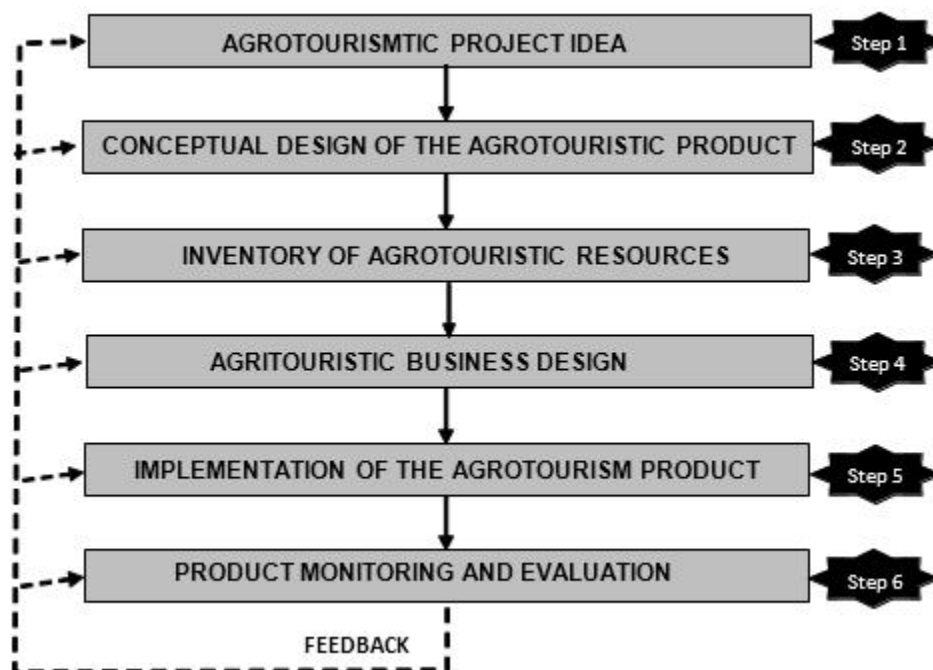 AGROTOURISMTIC PROJECT IDEA
Step 1
CONCEPTUAL DESIGN OF THE AGROTOURISTIC PRODUCT
Step 2
INVENTORY OF AGROTOURISTIC RESOURCES
Step 3
AGRITOURISTIC BUSINESS DESIGN
Step 4
IMPLEMENTATION OF THE AGROTOURISM PRODUCT
Step 5
PRODUCT MONITORING AND EVALUATION
Step 6
FEEDBACK